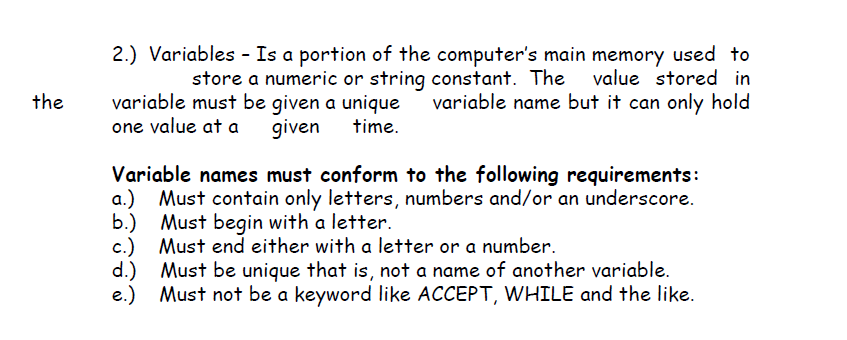 2.) Variables - Is a portion of the computer's main memory used to
store a numeric or string constant. The value stored in
the variable must be given a unique variable name but it can only hold
one value at a given time.
Variable names must conform to the following requirements:
a.) Must contain only letters, numbers and/or an underscore.
b.) Must begin with a letter.
c.) Must end either with a letter or a number.
d.) Must be unique that is, not a name of another variable.
e.) Must not be a keyword like ACCEPT, WHILE and the like.